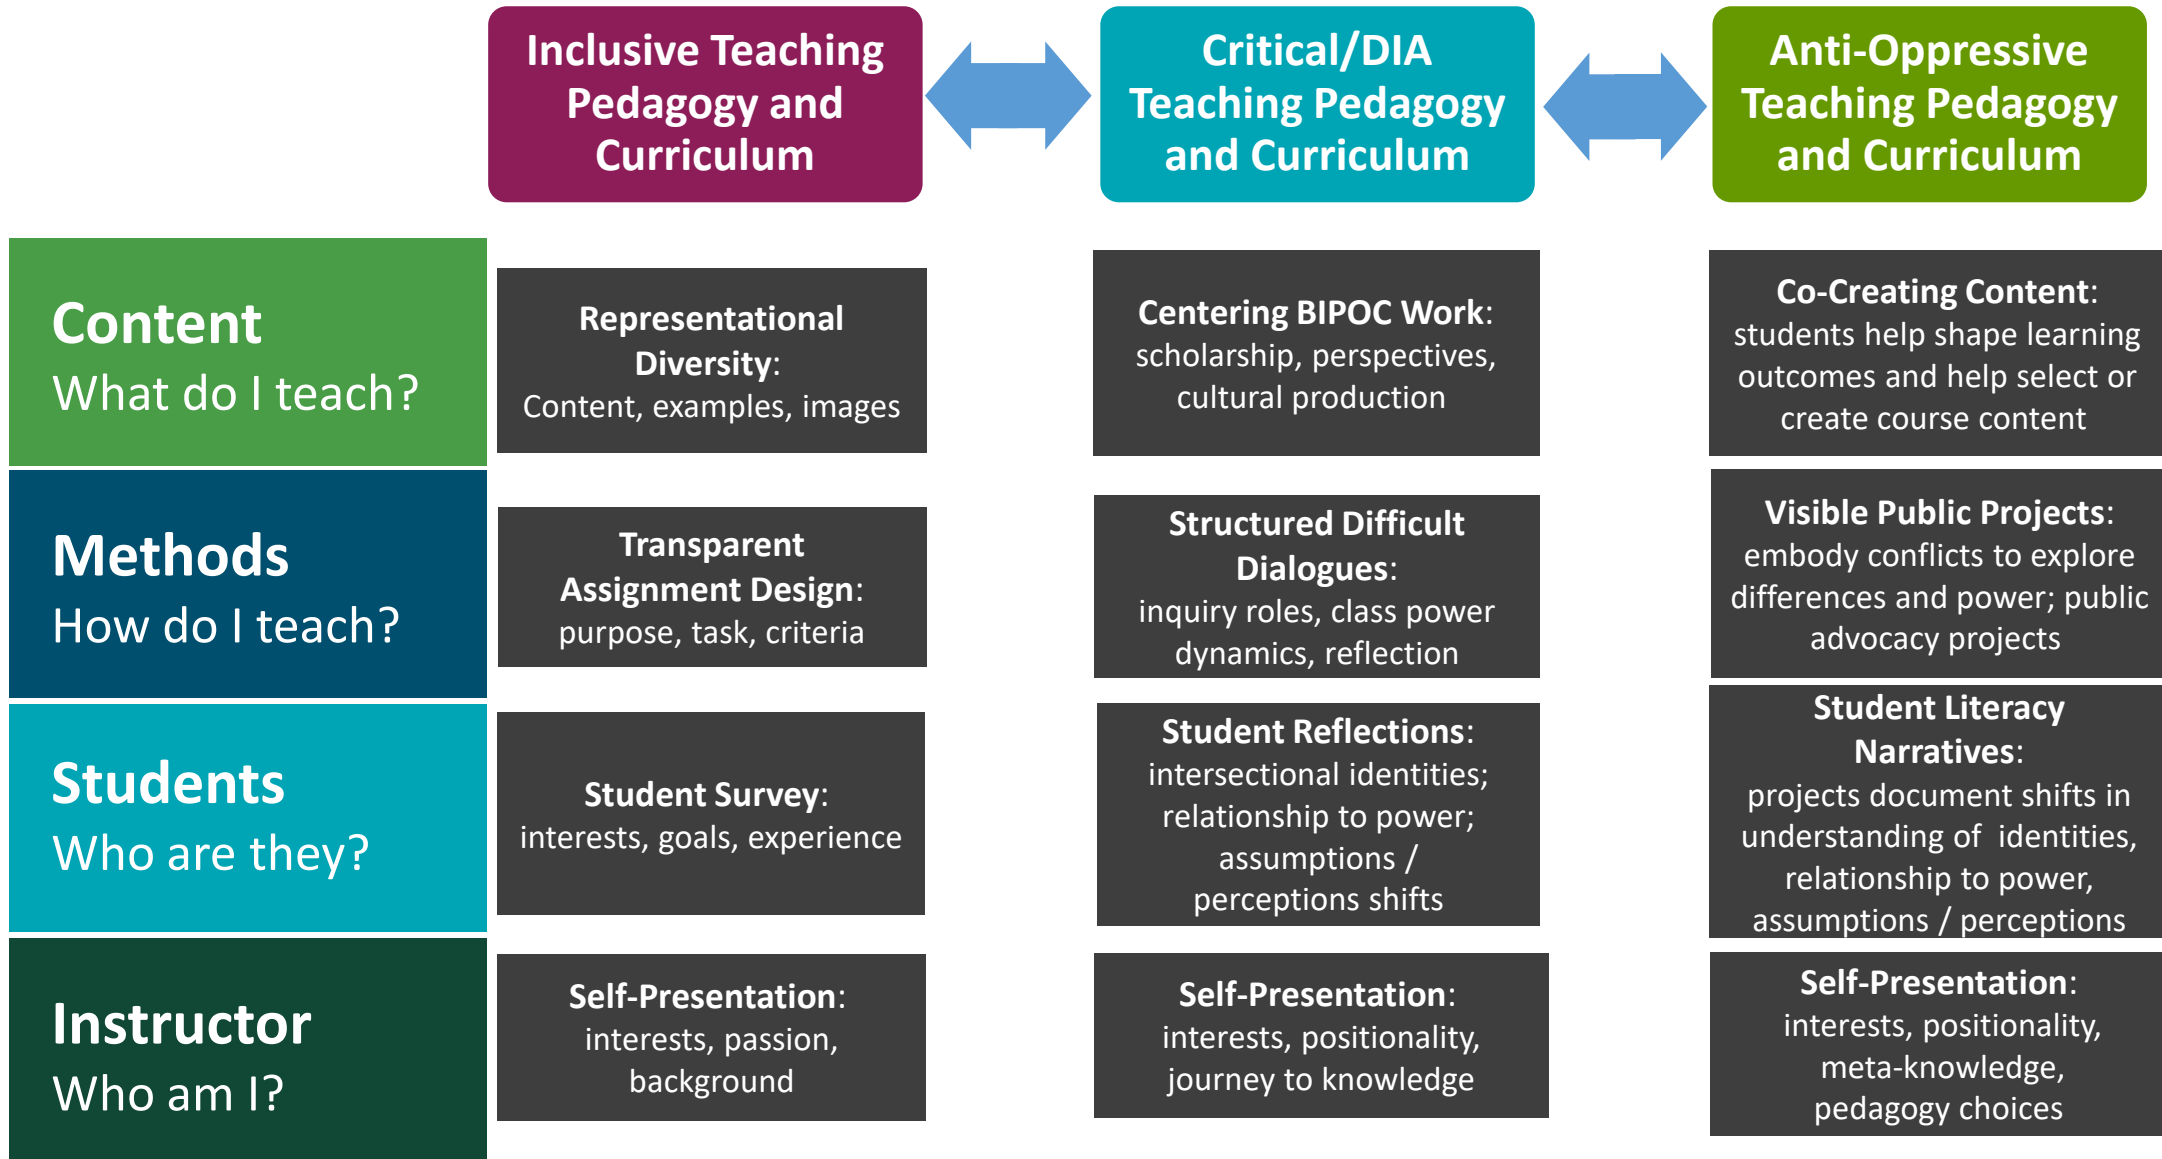 Inclusive Teaching
Pedagogy and
Curriculum
Critical/DIA
Teaching Pedagogy
and Curriculum
Anti-Oppressive
Teaching Pedagogy
and Curriculum
Content
What do I teach?
Representational
Diversity:
Content, examples, images
Centering BIPOC Work:
scholarship, perspectives,
cultural production
Co-Creating Content:
students help shape learning
outcomes and help select or
create course content
Methods
How do I teach?
Transparent
Assignment Design:
purpose, task, criteria
Structured Difficult
Dialogues:
inquiry roles, class power
dynamics, reflection
Visible Public Projects:
embody conflicts to explore
differences and power; public
advocacy projects
Students
Who are they?
Student Survey:
interests, goals, experience
Student Reflections:
intersectional identities;
relationship to power;
assumptions /
perceptions shifts
Student Literacy
Narratives:
projects document shifts in
understanding of  identities,
relationship to power,
assumptions / perceptions
Instructor
Who am I?
Self-Presentation:
interests, passion,
background
Self-Presentation:
interests, positionality,
journey to knowledge
Self-Presentation:
interests, positionality,
meta-knowledge,
pedagogy choices